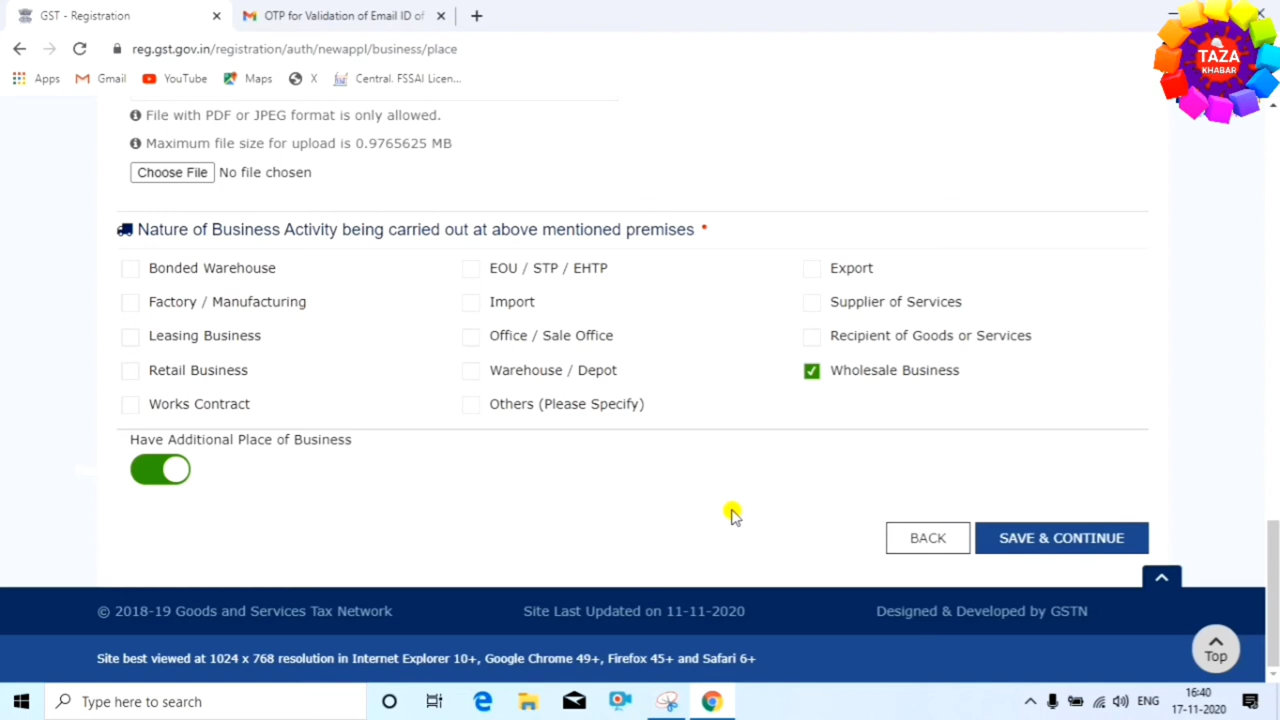 GST - Registration
OTP for Validation of Email ID of
reg.gst.gov.in/registration/auth/newappl/business/place
Apps Gmail YouTube Maps X Central. FSSAI Licen...
TAZA
KHABAR
File with PDF or JPEG format is only allowed.
Maximum file size for upload is 0.9765625 MB
Choose File No file chosen
Nature of Business Activity being carried out at above mentioned premises •
Bonded Warehouse EOU / STP / EHTP Export
Factory / Manufacturing Import Supplier of Services
Leasing Business Office / Sale Office Recipient of Goods or Services
Retail Business Warehouse / Depot Wholesale Business
Works Contract Others (Please Specify)
Have Additional Place of Business
BACK SAVE & CONTINUE
© 2018-19 Goods and Services Tax Network Site Last Updated on 11-11-2020 Designed & Developed by GSTN
Site best viewed at 1024 x 768 resolution in Internet Explorer 10+, Google Chrome 49+, Firefox 45+ and Safari 6+
Top
Type here to search
ENG
16:40
17-11-2020